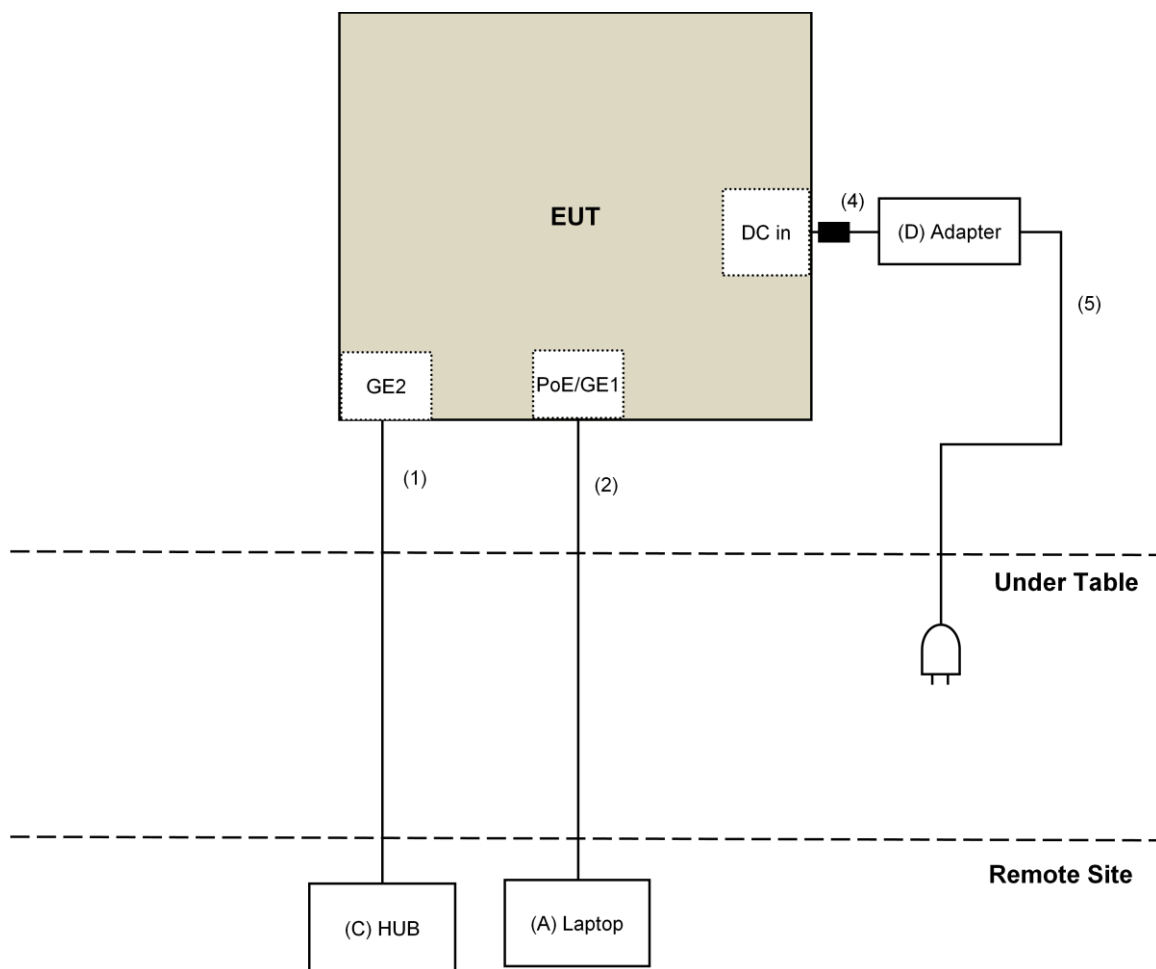 EUT
(4)
DC in
(D) Adapter
(5)
GE2
PoE/GE1
(1)
(2)
Under Table
Remote Site
(C) HUB
(A) Laptop